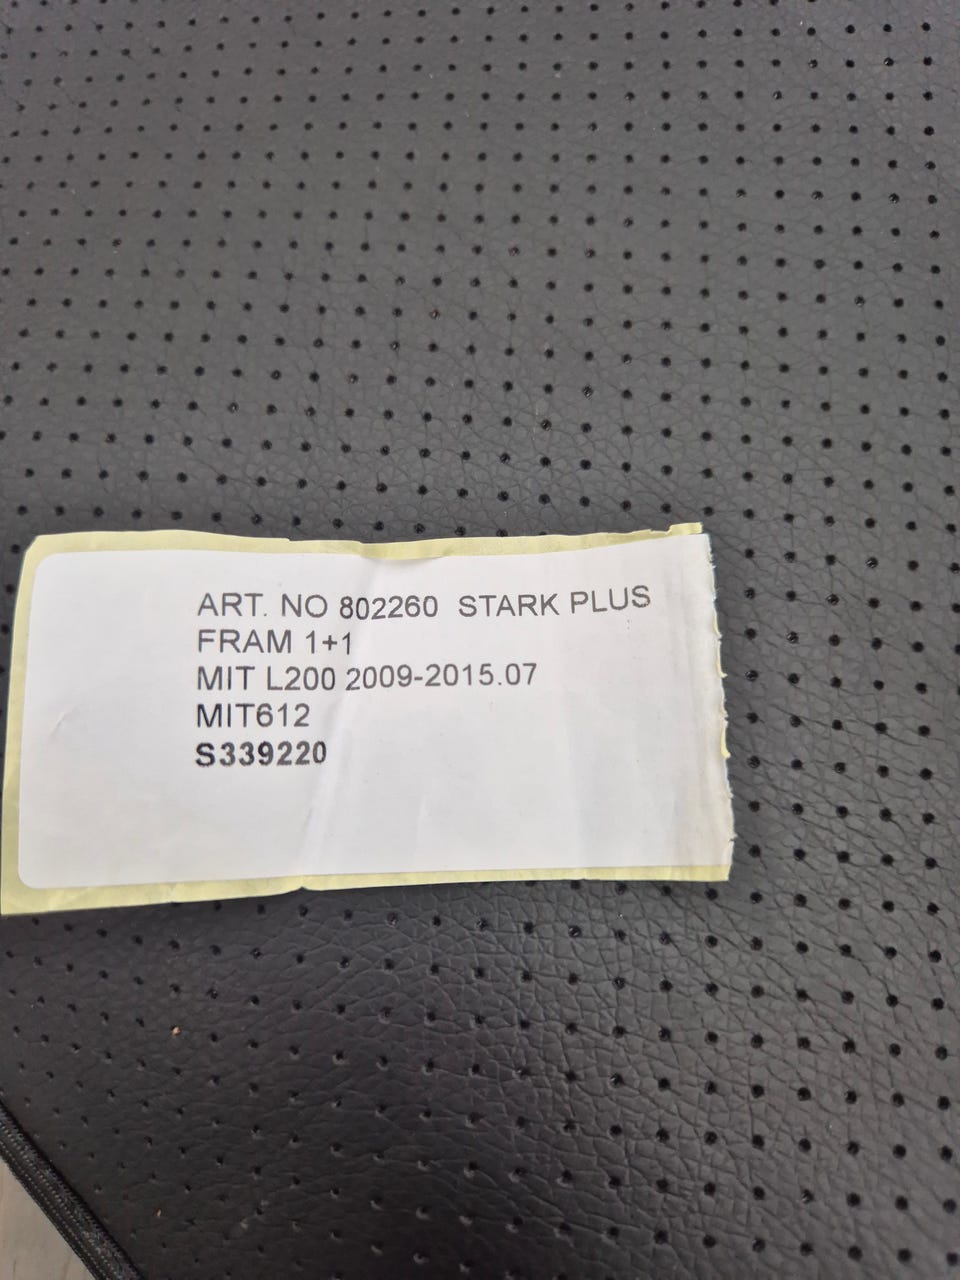 ART. NO 802260 STARK PLUS
FRAM 1+1
MIT L200 2009-2015.07
MIT612
S339220